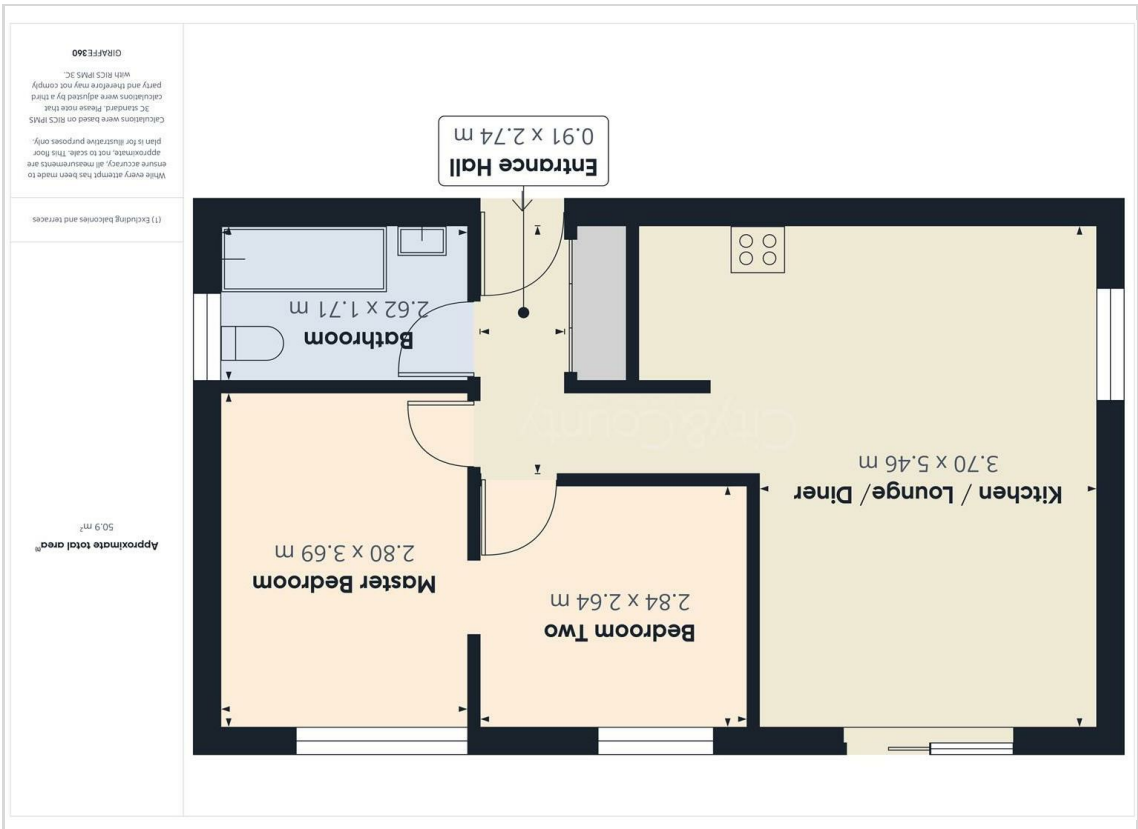 Bathroom
2.62 x 1.71 m
Entrance Hall
0.91 x 2.74 m
Kitchen / Lounge / Diner
3.70 x 5.46 m
Master Bedroom
2.80 x 3.69 m
Bedroom Two
2.84 x 2.64 m
City&County
Approximate total area⁽¹⁾
50.9 m²
(1) Excluding balconies and terraces
While every attempt has been made to
ensure accuracy, all measurements are
approximate, not to scale. This floor
plan is for illustrative purposes only.
Calculations were based on RICS IPMS
3C standard. Please note that
calculations were adjusted by a third
party and therefore may not comply
with RICS IPMS 3C.
GIRAFFE360